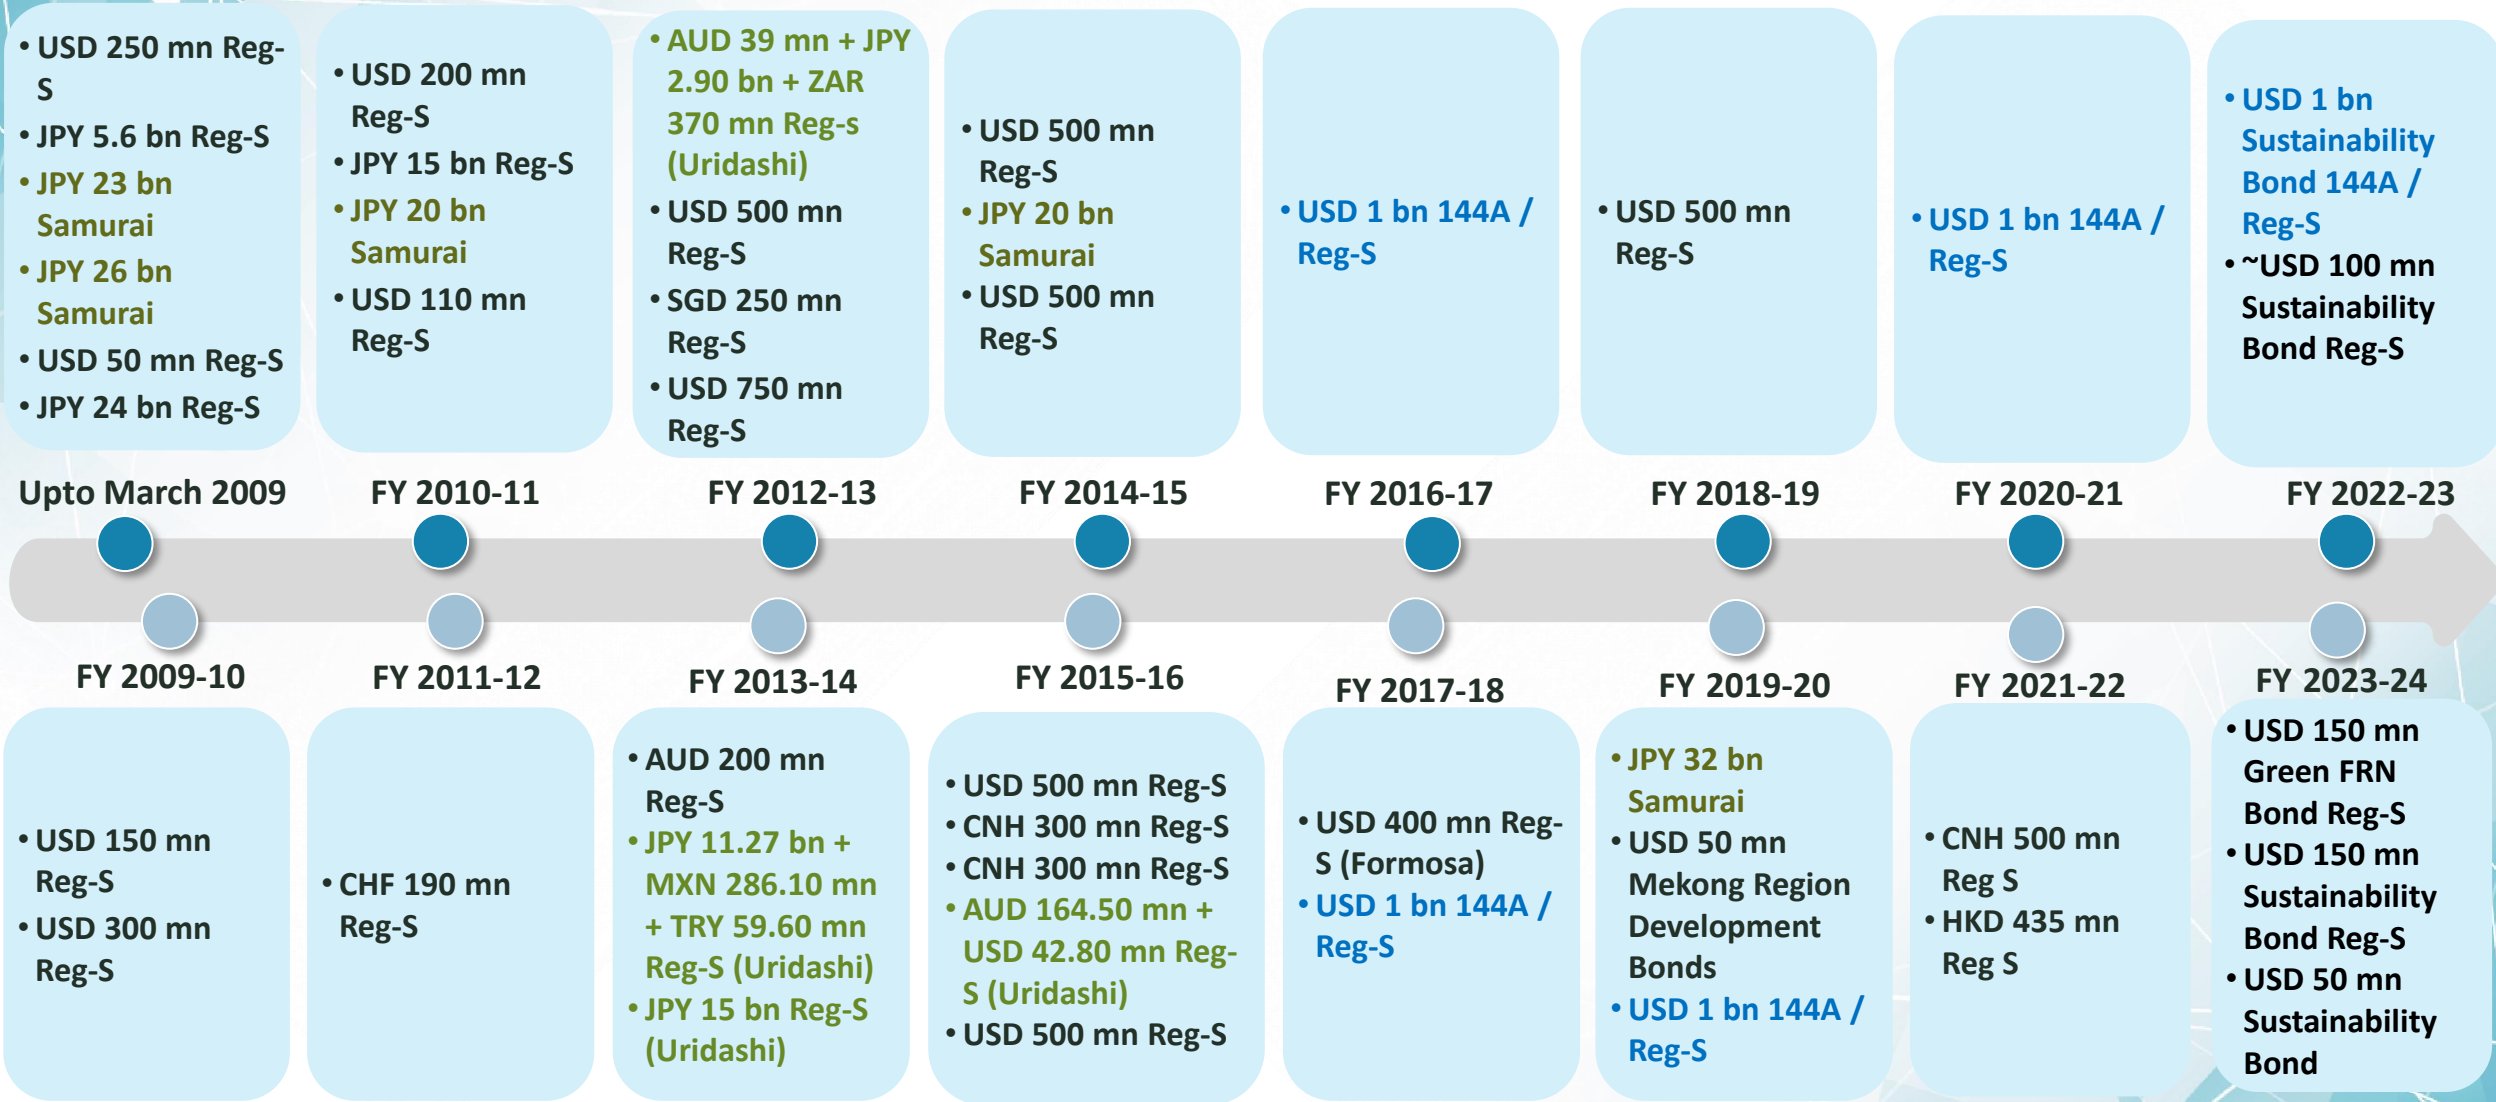 • USD 250 mn Reg-
S
• JPY 5.6 bn Reg-S
• JPY 23 bn
Samurai
• JPY 26 bn
Samurai
• USD 50 mn Reg-S
• JPY 24 bn Reg-S
• USD 200 mn
Reg-S
• JPY 15 bn Reg-S
• JPY 20 bn
Samurai
• USD 110 mn
Reg-S
• AUD 39 mn + JPY
2.90 bn + ZAR
370 mn Reg-s
(Uridashi)
• USD 500 mn
Reg-S
• SGD 250 mn
Reg-S
• USD 750 mn
Reg-S
• USD 500 mn
Reg-S
• JPY 20 bn
Samurai
• USD 500 mn
Reg-S
• USD 1 bn 144A /
Reg-S
• USD 500 mn
Reg-S
• USD 1 bn 144A /
Reg-S
• USD 1 bn
Sustainability
Bond 144A /
Reg-S
• ~USD 100 mn
Sustainability
Bond Reg-S
Upto March 2009
FY 2010-11
FY 2012-13
FY 2014-15
FY 2016-17
FY 2018-19
FY 2020-21
FY 2022-23
FY 2009-10
FY 2011-12
FY 2013-14
FY 2015-16
FY 2017-18
FY 2019-20
FY 2021-22
FY 2023-24
• USD 150 mn
Reg-S
• USD 300 mn
Reg-S
• CHF 190 mn
Reg-S
• AUD 200 mn
Reg-S
• JPY 11.27 bn +
MXN 286.10 mn
+ TRY 59.60 mn
Reg-S (Uridashi)
• JPY 15 bn Reg-S
(Uridashi)
• USD 500 mn Reg-S
• CNH 300 mn Reg-S
• CNH 300 mn Reg-S
• AUD 164.50 mn +
USD 42.80 mn Reg-
S (Uridashi)
• USD 500 mn Reg-S
• USD 400 mn Reg-
S (Formosa)
• USD 1 bn 144A /
Reg-S
• JPY 32 bn
Samurai
• USD 50 mn
Mekong Region
Development
Bonds
• USD 1 bn 144A /
Reg-S
• CNH 500 mn
Reg S
• HKD 435 mn
Reg S
• USD 150 mn
Green FRN
Bond Reg-S
• USD 150 mn
Sustainability
Bond Reg-S
• USD 50 mn
Sustainability
Bond